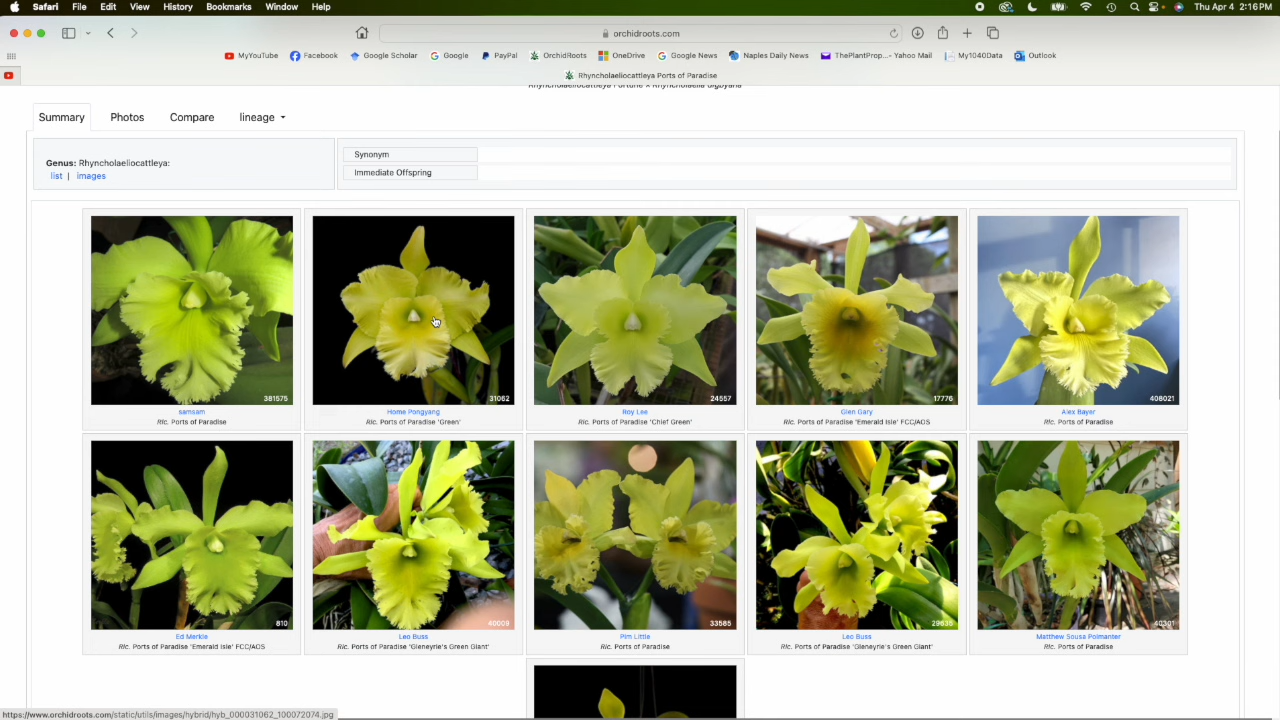 Safari File Edit View History Bookmarks Window Help Thu Apr 4 2:16 PM
orchidroots.com
MyYouTube Facebook Google Scholar Google PayPal OrchidRoots OneDrive Google News Naples Daily News ThePlantProp...- Yahoo Mail My1040Data Outlook
Rhyncholaeliocattleya Ports of Paradise
Rhyncholaeliocattleya Fortune x Rhyncholaelia digbyana
Summary Photos Compare lineage
Genus: Rhyncholaeliocattleya:
list | images
Synonym
Immediate Offspring
381575 31062 24557 17776 408021
samsam Home Pongyang Roy Lee Glen Gary Alex Bayer
Rlc. Ports of Paradise Rlc. Ports of Paradise 'Green' Rlc. Ports of Paradise 'Chief Green' Rlc. Ports of Paradise 'Emerald Isle' FCC/AOS Rlc. Ports of Paradise
810 40009 33585 29635 40301
Ed Merkle Leo Buss Pim Little Leo Buss Matthew Sousa Polmanter
Rlc. Ports of Paradise 'Emerald Isle' FCC/AOS Rlc. Ports of Paradise 'Gleneyrie's Green Giant' Rlc. Ports of Paradise Rlc. Ports of Paradise 'Gleneyrie's Green Giant' Rlc. Ports of Paradise
https://www.orchidroots.com/static/utils/images/hybrid/hyb_000031062_100072074.jpg